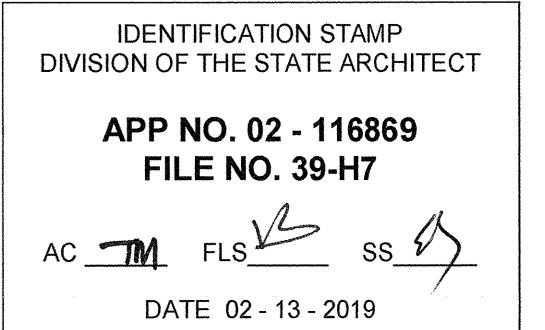 IDENTIFICATION STAMP
DIVISION OF THE STATE ARCHITECT
APP NO. 02 - 116869
FILE NO. 39-H7
AC TM FLS SS
DATE 02 - 13 - 2019